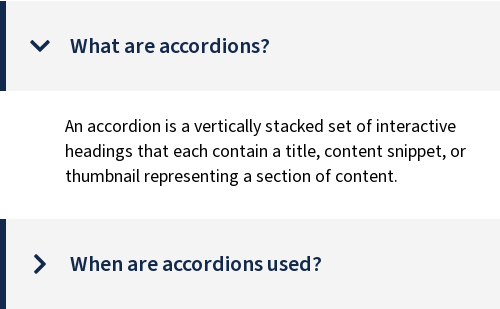 What are accordions?
An accordion is a vertically stacked set of interactive
headings that each contain a title, content snippet, or
thumbnail representing a section of content.
When are accordions used?